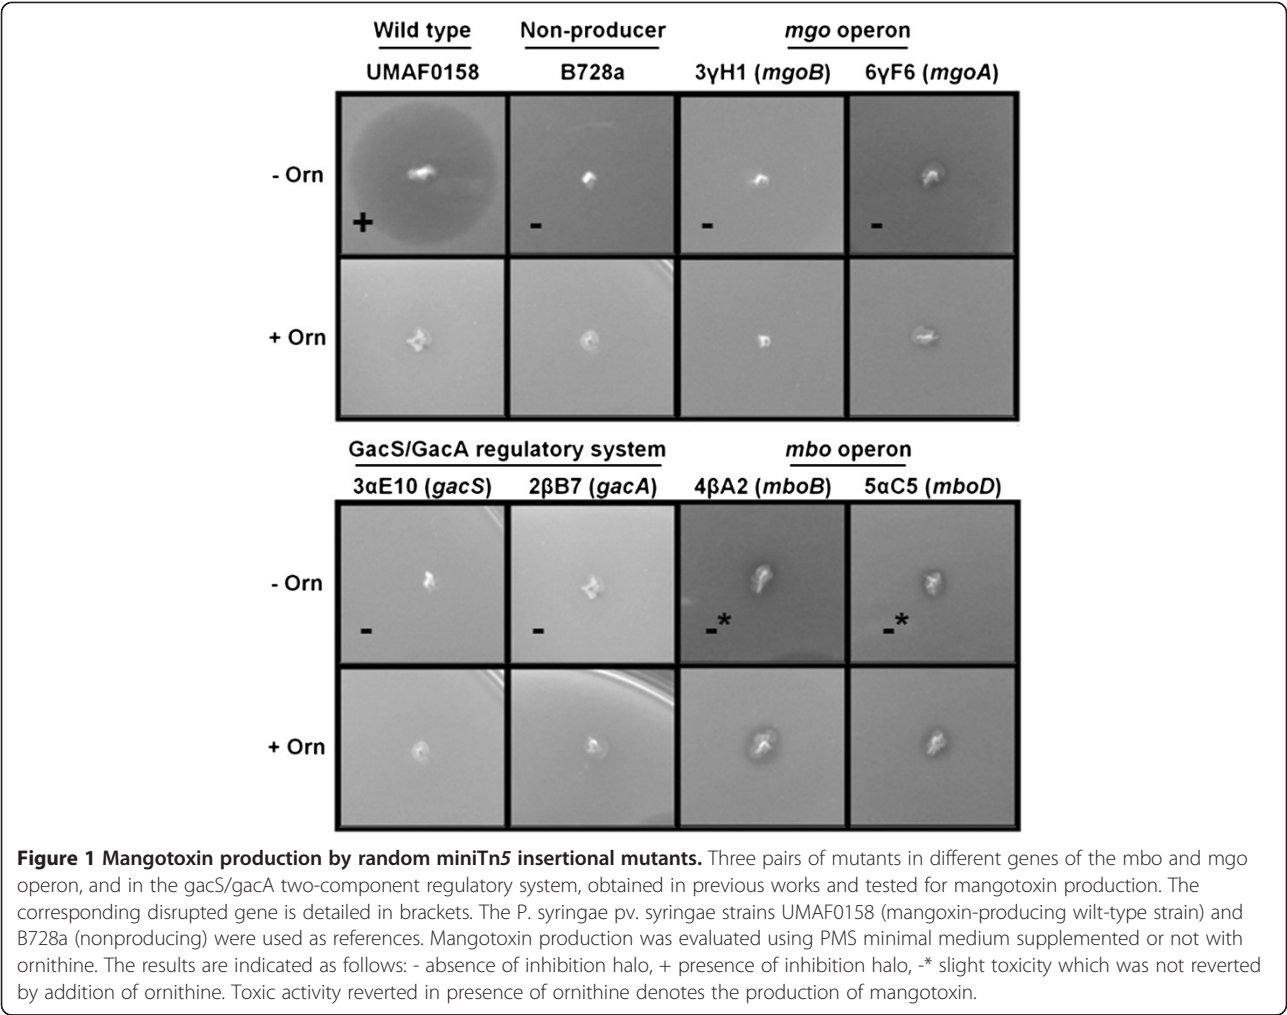 Wild type Non-producer mgo operon
UMAF0158 B728a 3γH1 (mgoB) 6γF6 (mgoA)
- Orn
+ - - -
+ Orn
GacS/GacA regulatory system mbo operon
3αE10 (gacS) 2βB7 (gacA) 4βA2 (mboB) 5αC5 (mboD)
- Orn
- - -* -*
+ Orn
Figure 1 Mangotoxin production by random miniTn5 insertional mutants. Three pairs of mutants in different genes of the mbo and mgo
operon, and in the gacS/gacA two-component regulatory system, obtained in previous works and tested for mangotoxin production. The
corresponding disrupted gene is detailed in brackets. The P. syringae pv. syringae strains UMAF0158 (mangoxin-producing wilt-type strain) and
B728a (nonproducing) were used as references. Mangotoxin production was evaluated using PMS minimal medium supplemented or not with
ornithine. The results are indicated as follows: - absence of inhibition halo, + presence of inhibition halo, -* slight toxicity which was not reverted
by addition of ornithine. Toxic activity reverted in presence of ornithine denotes the production of mangotoxin.